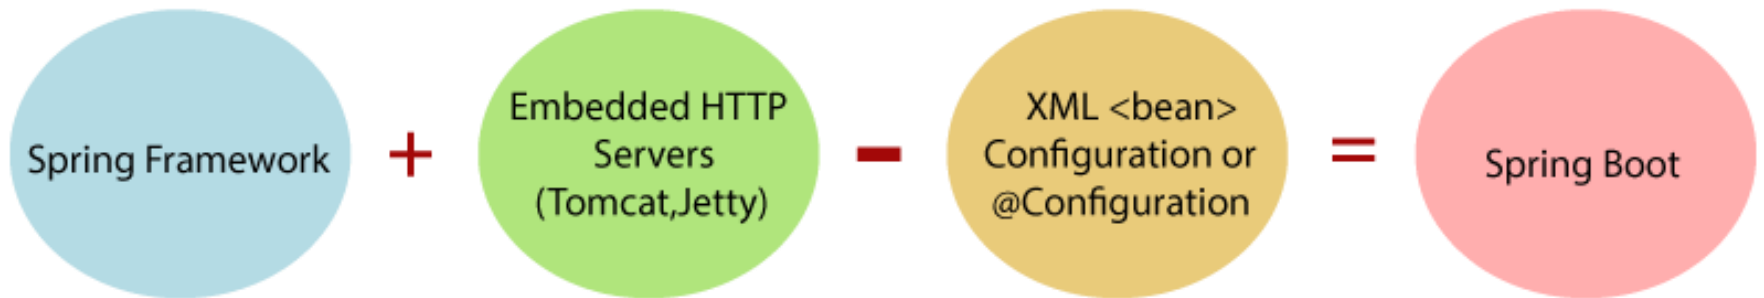 Spring Framework
+
Embedded HTTP
Servers
(Tomcat,Jetty)
-
XML <bean>
Configuration or
@Configuration
=
Spring Boot